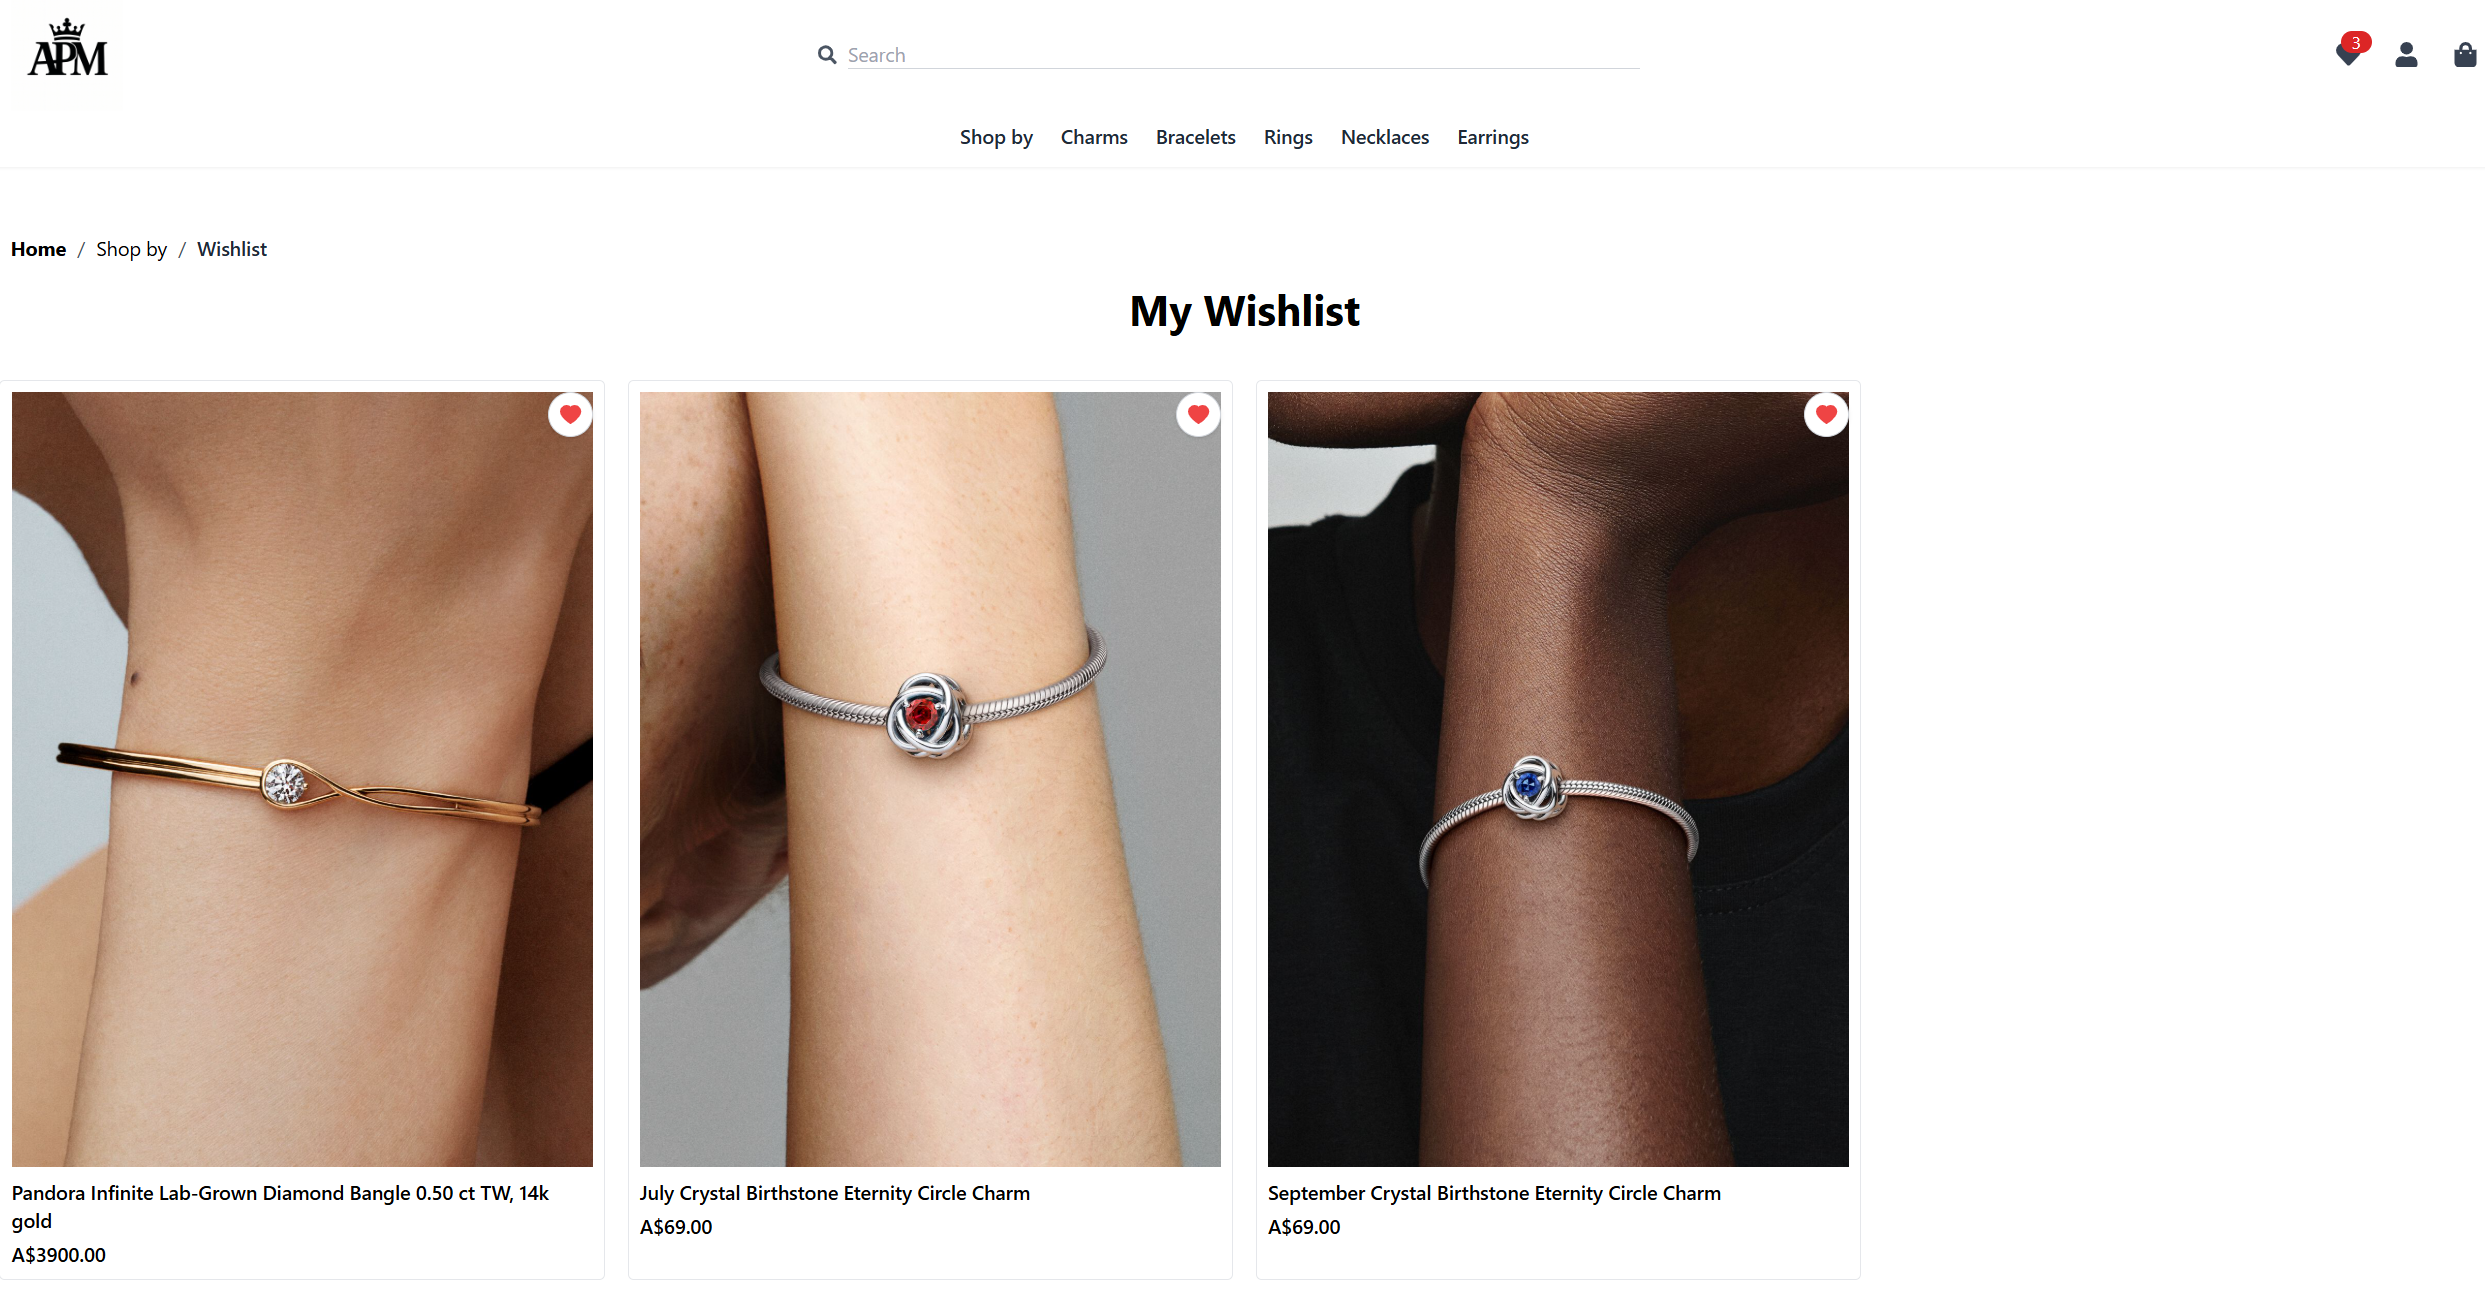 APM
Search
3
Shop by Charms Bracelets Rings Necklaces Earrings
Home / Shop by / Wishlist
My Wishlist
Pandora Infinite Lab-Grown Diamond Bangle 0.50 ct TW, 14k
gold
A$3900.00
July Crystal Birthstone Eternity Circle Charm
A$69.00
September Crystal Birthstone Eternity Circle Charm
A$69.00